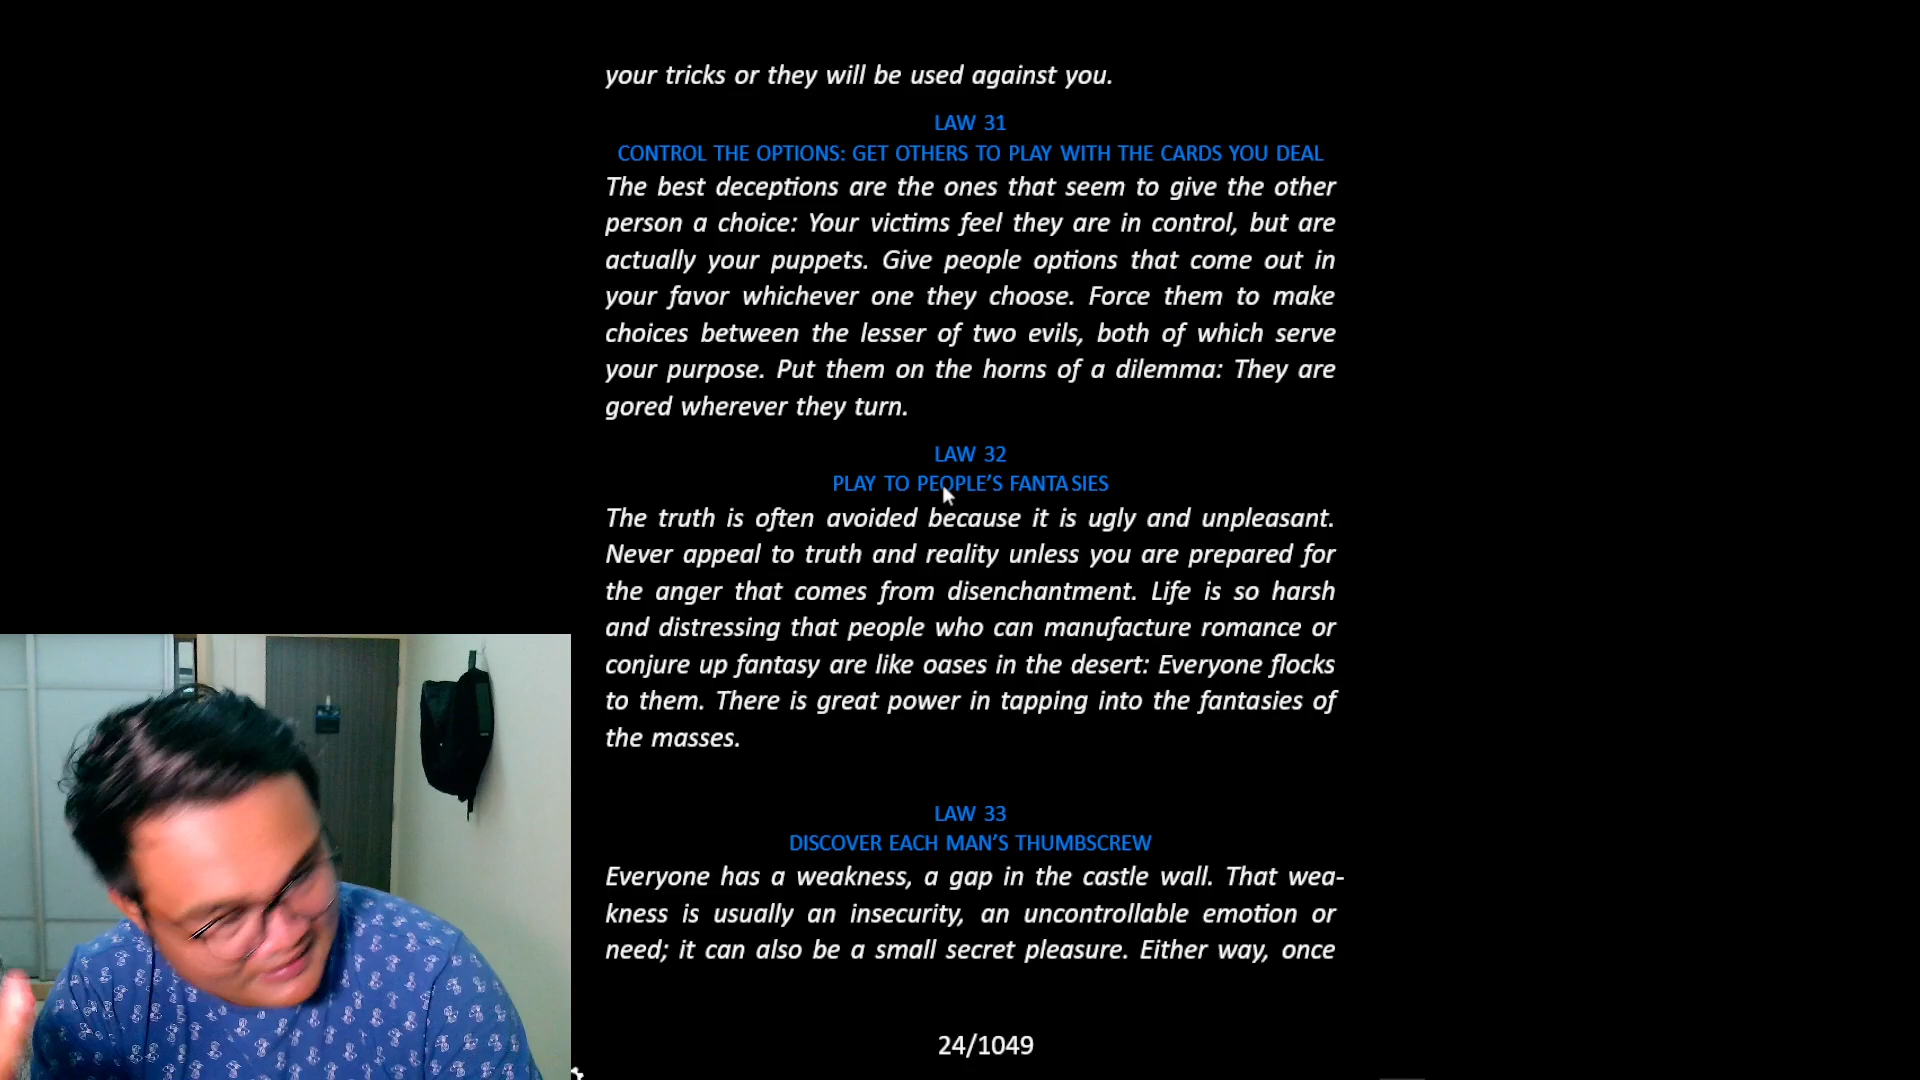 your tricks or they will be used against you.
LAW 31
CONTROL THE OPTIONS: GET OTHERS TO PLAY WITH THE CARDS YOU DEAL
The best deceptions are the ones that seem to give the other
person a choice: Your victims feel they are in control, but are
actually your puppets. Give people options that come out in
your favor whichever one they choose. Force them to make
choices between the lesser of two evils, both of which serve
your purpose. Put them on the horns of a dilemma: They are
gored wherever they turn.
LAW 32
PLAY TO PEOPLE’S FANTASIES
The truth is often avoided because it is ugly and unpleasant.
Never appeal to truth and reality unless you are prepared for
the anger that comes from disenchantment. Life is so harsh
and distressing that people who can manufacture romance or
conjure up fantasy are like oases in the desert: Everyone flocks
to them. There is great power in tapping into the fantasies of
the masses.
LAW 33
DISCOVER EACH MAN’S THUMBSCREW
Everyone has a weakness, a gap in the castle wall. That wea-
kness is usually an insecurity, an uncontrollable emotion or
need; it can also be a small secret pleasure. Either way, once
24/1049